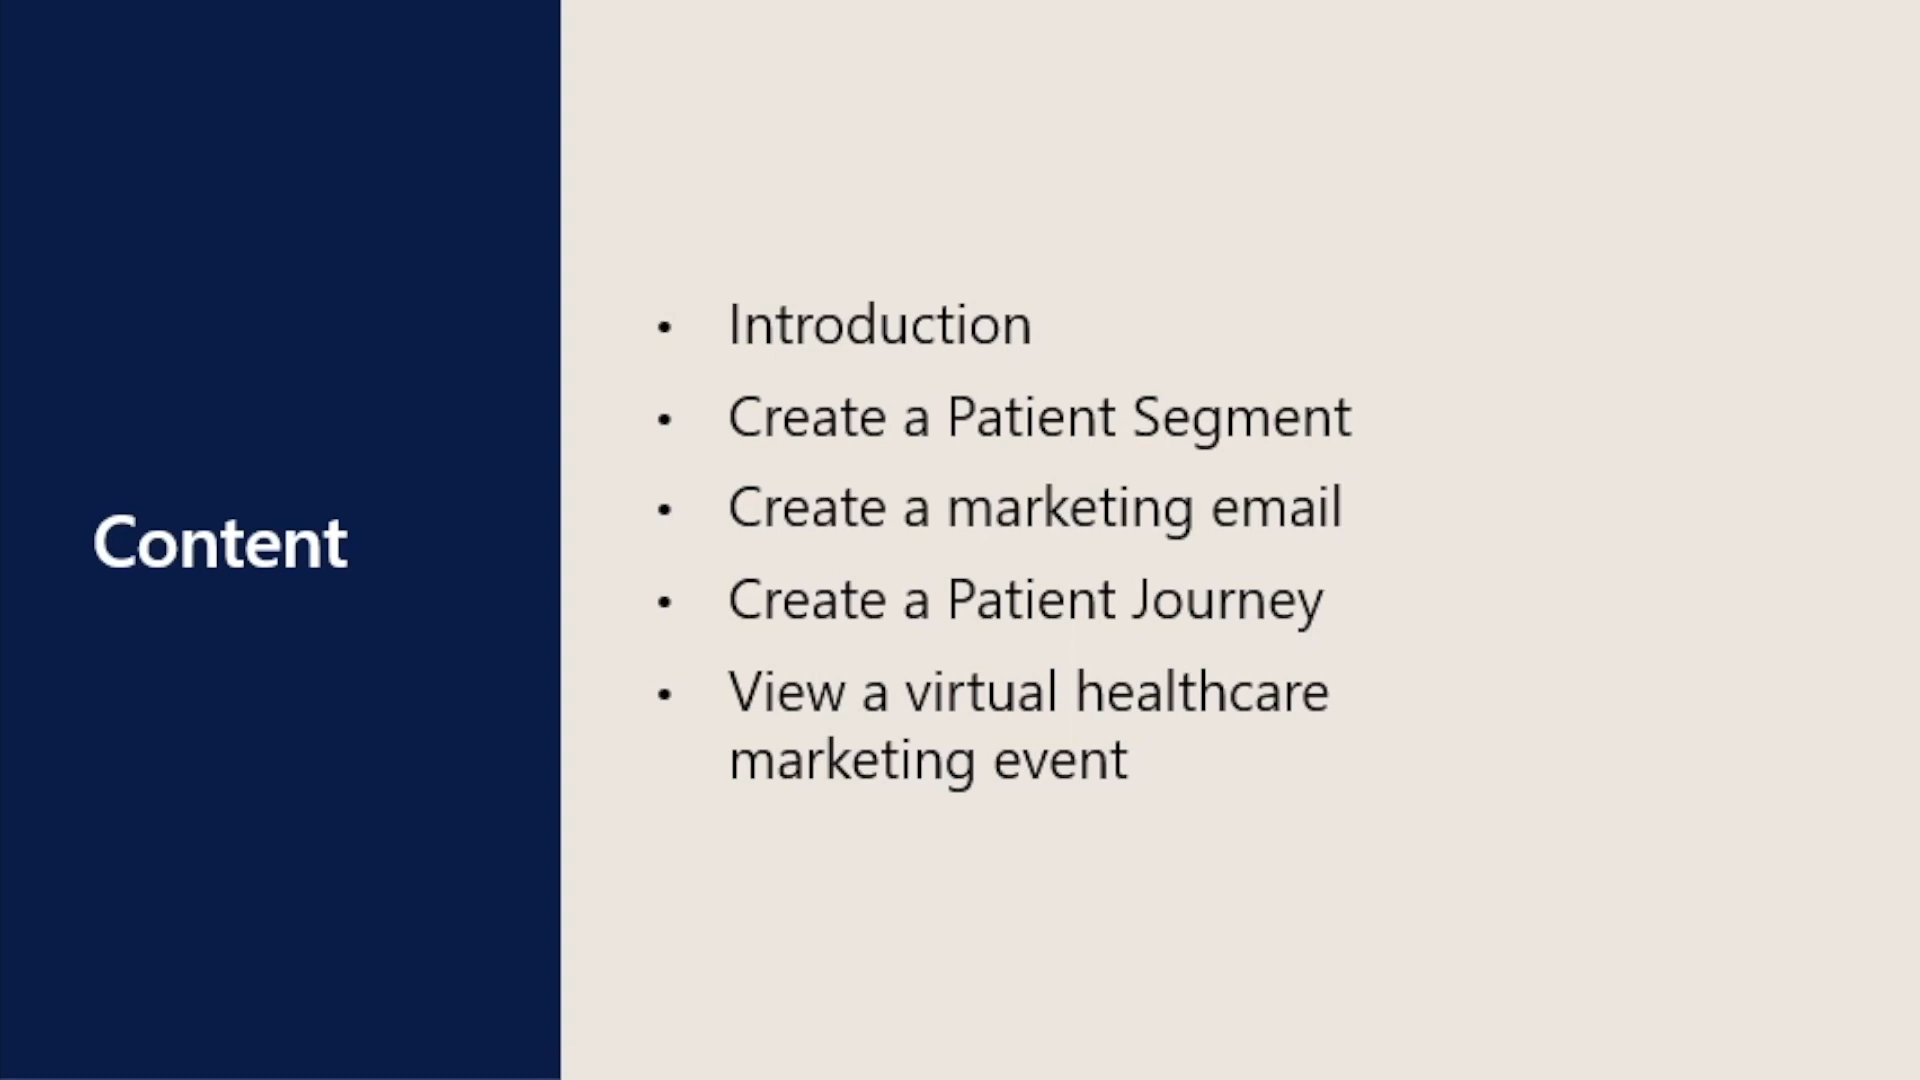 Content
• Introduction
• Create a Patient Segment
• Create a marketing email
• Create a Patient Journey
• View a virtual healthcare
marketing event